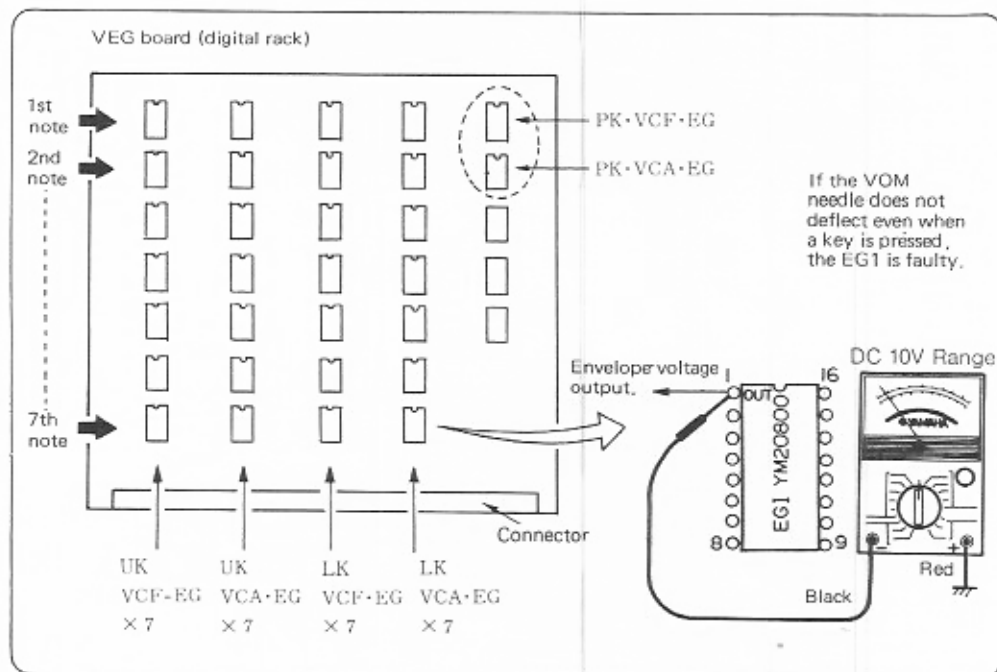 VEG board (digital rack)
1st
note
2nd
note
7th
note
PK·VCF·EG
PK·VCA·EG
If the VOM
needle does not
deflect even when
a key is pressed,
the EG1 is faulty.
Enveloper voltage
output.
DC 10V Range
1
16
OUT
EG1 YM20800
8
9
YAMAHA
-
+
Red
Black
Connector
UK
VCF-EG
×7
UK
VCA·EG
×7
LK
VCF·EG
×7
LK
VCA·EG
×7